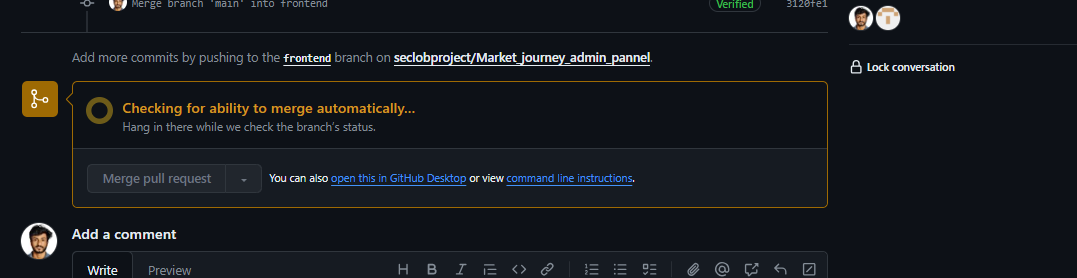 Merge branch 'main' into frontend
Verified
3120fe1
Add more commits by pushing to the frontend branch on seclobproject/Market_journey_admin_pannel.
Lock conversation
Checking for ability to merge automatically...
Hang in there while we check the branch's status.
Merge pull request
You can also open this in GitHub Desktop or view command line instructions.
Add a comment
Write
Preview